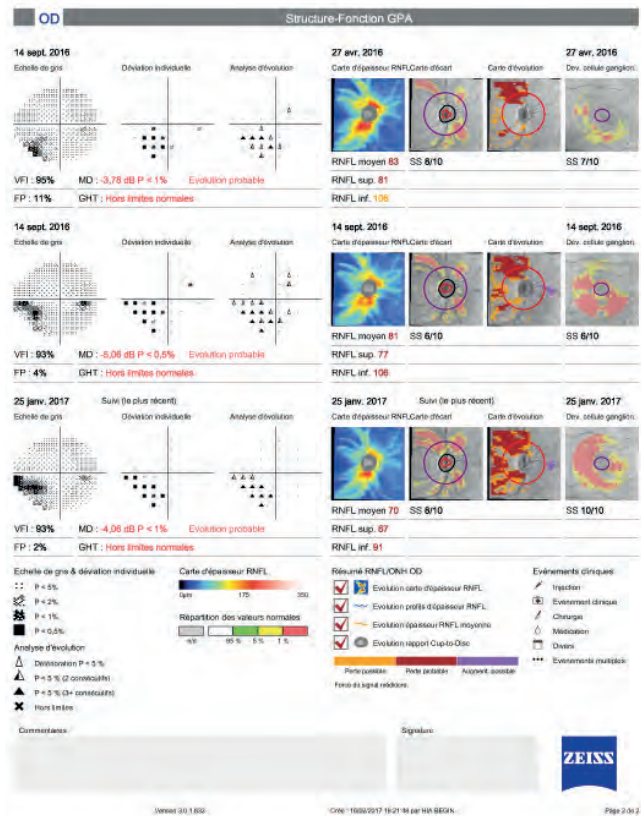 OD
Structure-Fonction GPA
14 sept. 2016
Echelle de gris Déviation individuelle Analyse d'évolution
VFI : 95% MD : -3,78 dB P < 1% Evolution probable
FP : 11% GHT : Hors limites normales
27 avr. 2016 27 avr. 2016
Carte d'épaisseur RNFL Carte d'écart Carte d'évolution Dev. cellule ganglion.
RNFL moyen 83 SS 6/10 SS 7/10
RNFL sup. 81
RNFL inf. 106
14 sept. 2016
Echelle de gris Déviation individuelle Analyse d'évolution
VFI : 93% MD : -5,06 dB P < 0,5% Evolution probable
FP : 4% GHT : Hors limites normales
14 sept. 2016 14 sept. 2016
Carte d'épaisseur RNFL Carte d'écart Carte d'évolution Dev. cellule ganglion.
RNFL moyen 81 SS 6/10 SS 6/10
RNFL sup. 77
RNFL inf. 106
25 janv. 2017 Suivi (le plus récent)
Echelle de gris Déviation individuelle Analyse d'évolution
VFI : 93% MD : -4,06 dB P < 1% Evolution probable
FP : 2% GHT : Hors limites normales
25 janv. 2017 Suivi (le plus récent) 25 janv. 2017
Carte d'épaisseur RNFL Carte d'écart Carte d'évolution Dev. cellule ganglion.
RNFL moyen 70 SS 6/10 SS 10/10
RNFL sup. 67
RNFL inf. 91
Echelle de gris & déviation individuelle
P < 5%
P < 2%
P < 1%
P < 0,5%
Analyse d'évolution
Détérioration P < 5 %
P < 5 % (2 consécutifs)
P < 5 % (3+ consécutifs)
Hors limites
Carte d'épaisseur RNFL
0µm 175 350
Répartition des valeurs normales
95 % 5 % 1 %
Résumé RNFL/ONH OD
Evolution carte d'épaisseur RNFL
Evolution profils d'épaisseur RNFL
Evolution épaisseur RNFL moyenne
Evolution rapport Cup-to-Disc
Perte possible Perte probable Augment. possible
Force de signal médiocre.
Evénements cliniques
Injection
Evénement clinique
Chirurgie
Médication
Divers
Evénements multiples
Commentaires
Signature
ZEISS
Créé : 16:21:48 par BEGIN
Page 2 de 2